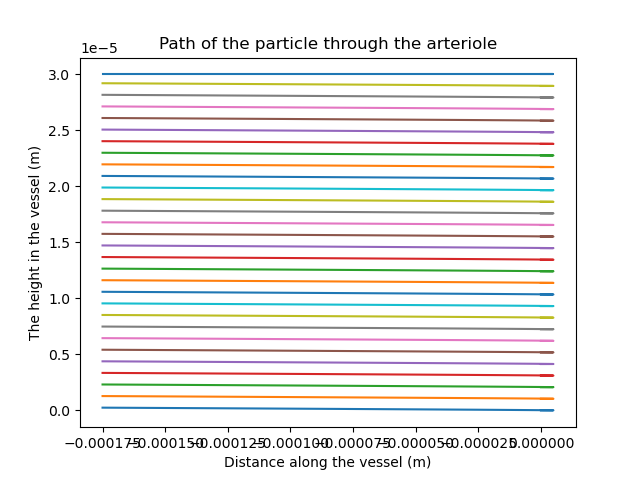 Path of the particle through the arteriole
1e−5
3.0
2.5
2.0
1.5
1.0
0.5
0.0
The height in the vessel (m)
−0.000175 −0.000150 −0.000125 −0.000100 −0.000075 −0.000050 −0.000025 0.000000
Distance along the vessel (m)